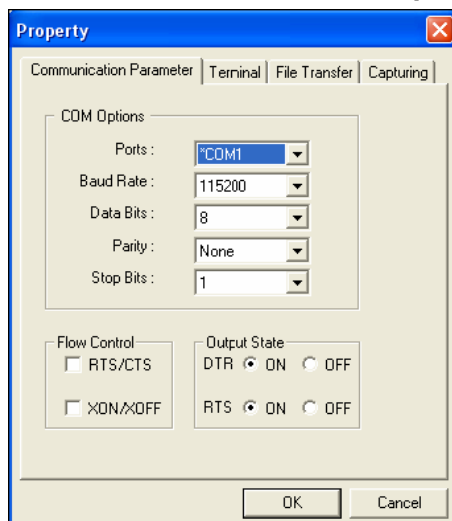 Property
Communication Parameter Terninal File Transfer Capturing
COM Options
Ports : *COM1
Baud Rate : 115200
Data Bits : 8
Parity : None
Stop Bits : 1
Flow Control Output State
RTS/CTS DTR ON OFF
XON/XOFF RTS ON OFF
OK Cancel